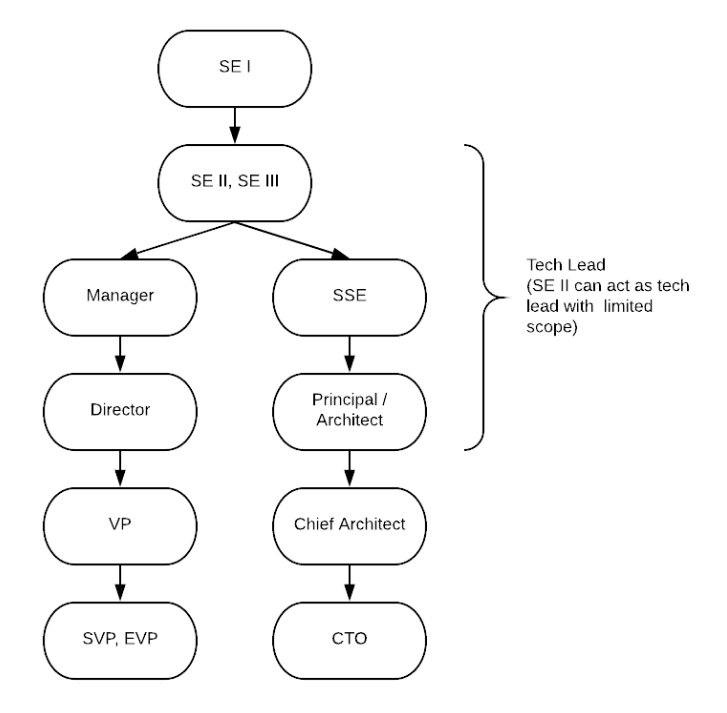 SE I
SE II, SE III
Manager
SSE
Tech Lead
(SE II can act as tech
lead with limited
scope)
Director
Principal /
Architect
VP
Chief Architect
SVP, EVP
CTO